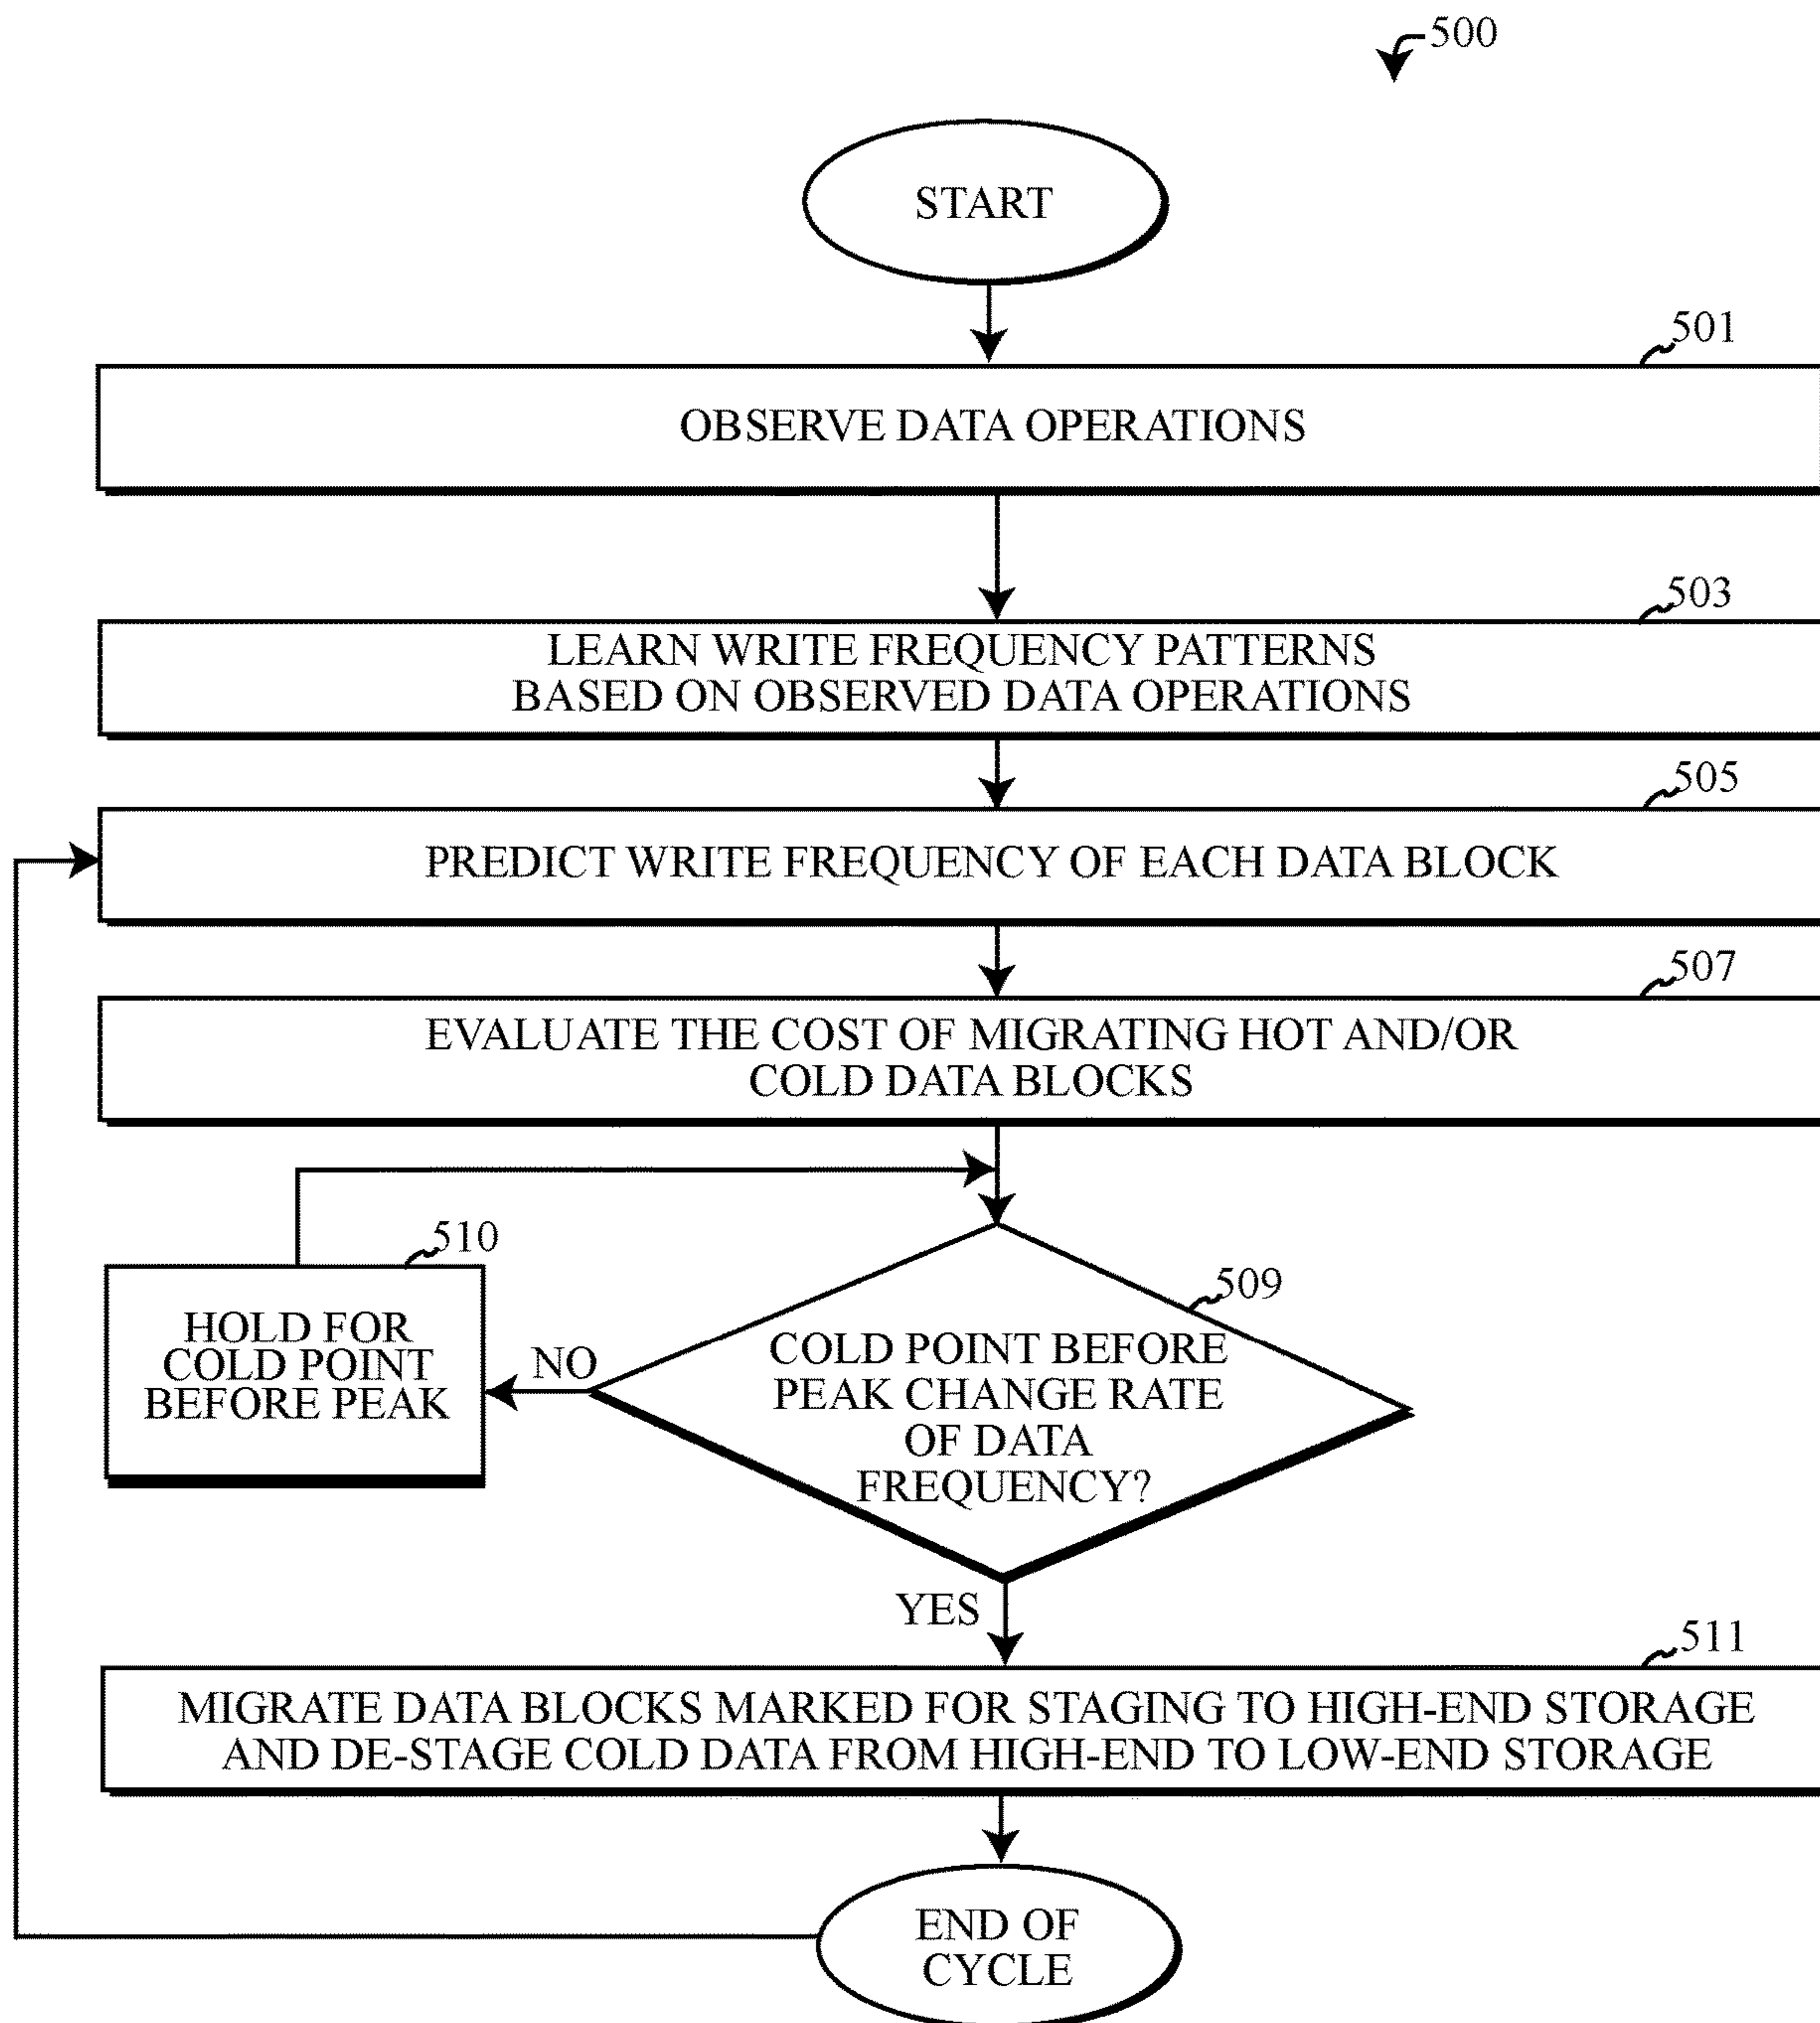 500
START
501
OBSERVE DATA OPERATIONS
503
LEARN WRITE FREQUENCY PATTERNS
BASED ON OBSERVED DATA OPERATIONS
505
PREDICT WRITE FREQUENCY OF EACH DATA BLOCK
507
EVALUATE THE COST OF MIGRATING HOT AND/OR
COLD DATA BLOCKS
510
HOLD FOR
COLD POINT
BEFORE PEAK
NO
509
COLD POINT BEFORE
PEAK CHANGE RATE
OF DATA
FREQUENCY?
YES
511
MIGRATE DATA BLOCKS MARKED FOR STAGING TO HIGH-END STORAGE
AND DE-STAGE COLD DATA FROM HIGH-END TO LOW-END STORAGE
END OF
CYCLE